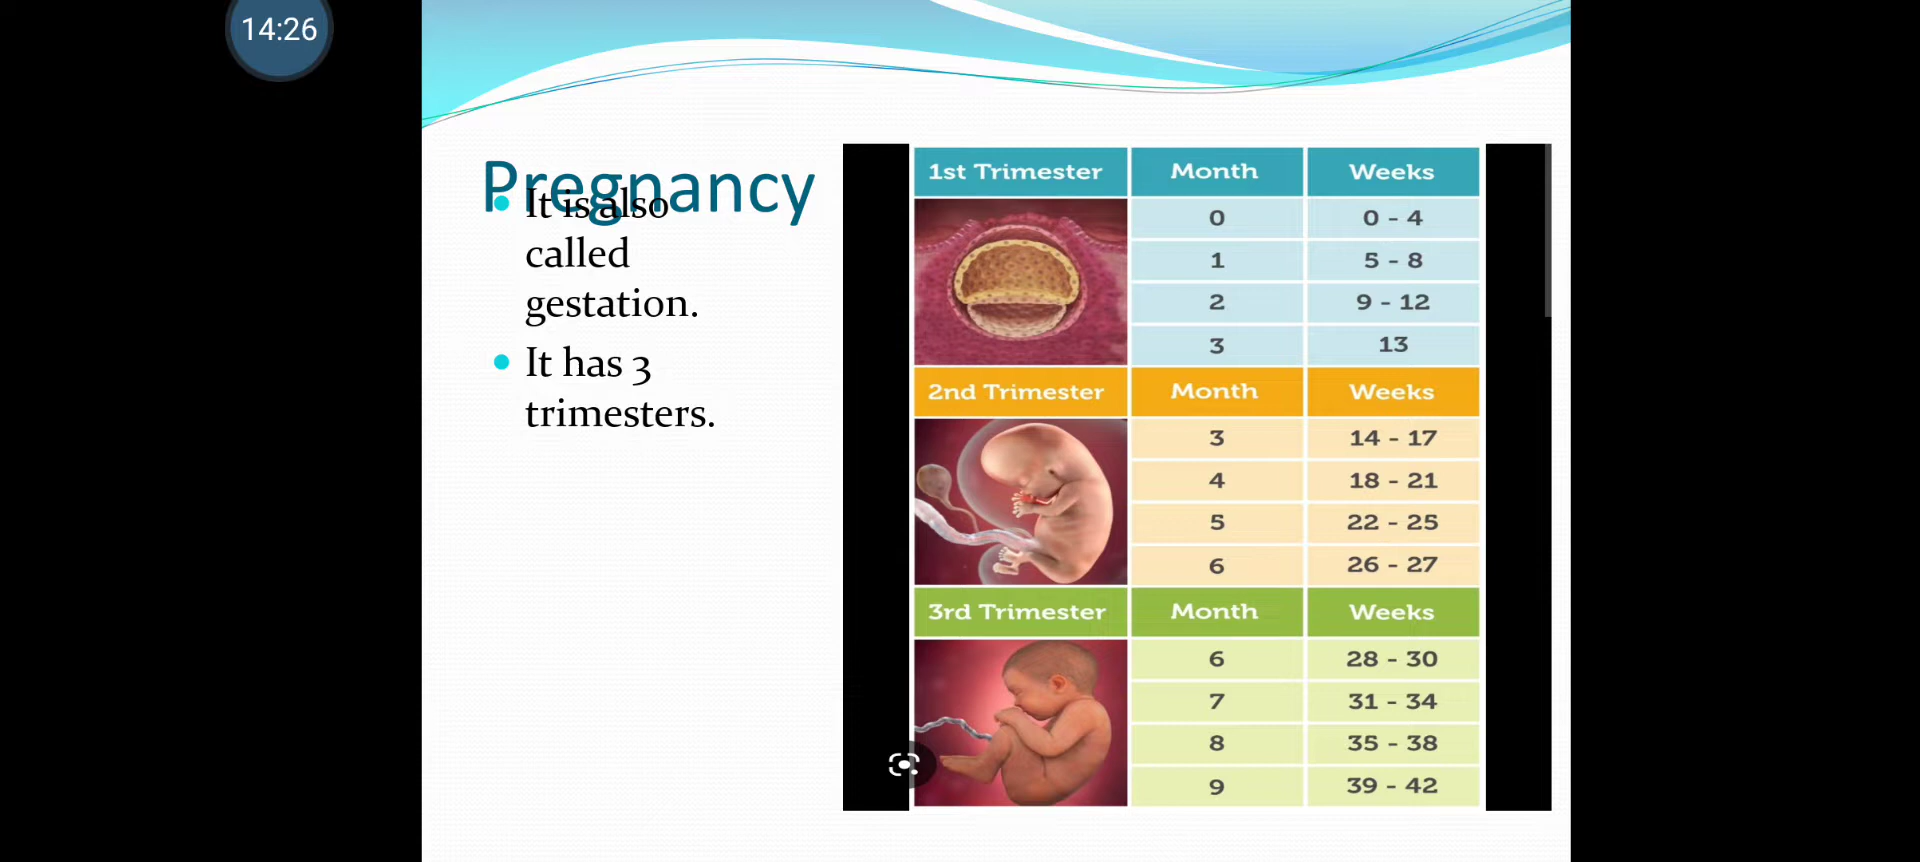 14:26
Pregnancy
It is also
called
gestation.
It has 3
trimesters.
1st Trimester Month Weeks
0 0 - 4
1 5 - 8
2 9 - 12
3 13
2nd Trimester Month Weeks
3 14 - 17
4 18 - 21
5 22 - 25
6 26 - 27
3rd Trimester Month Weeks
6 28 - 30
7 31 - 34
8 35 - 38
9 39 - 42